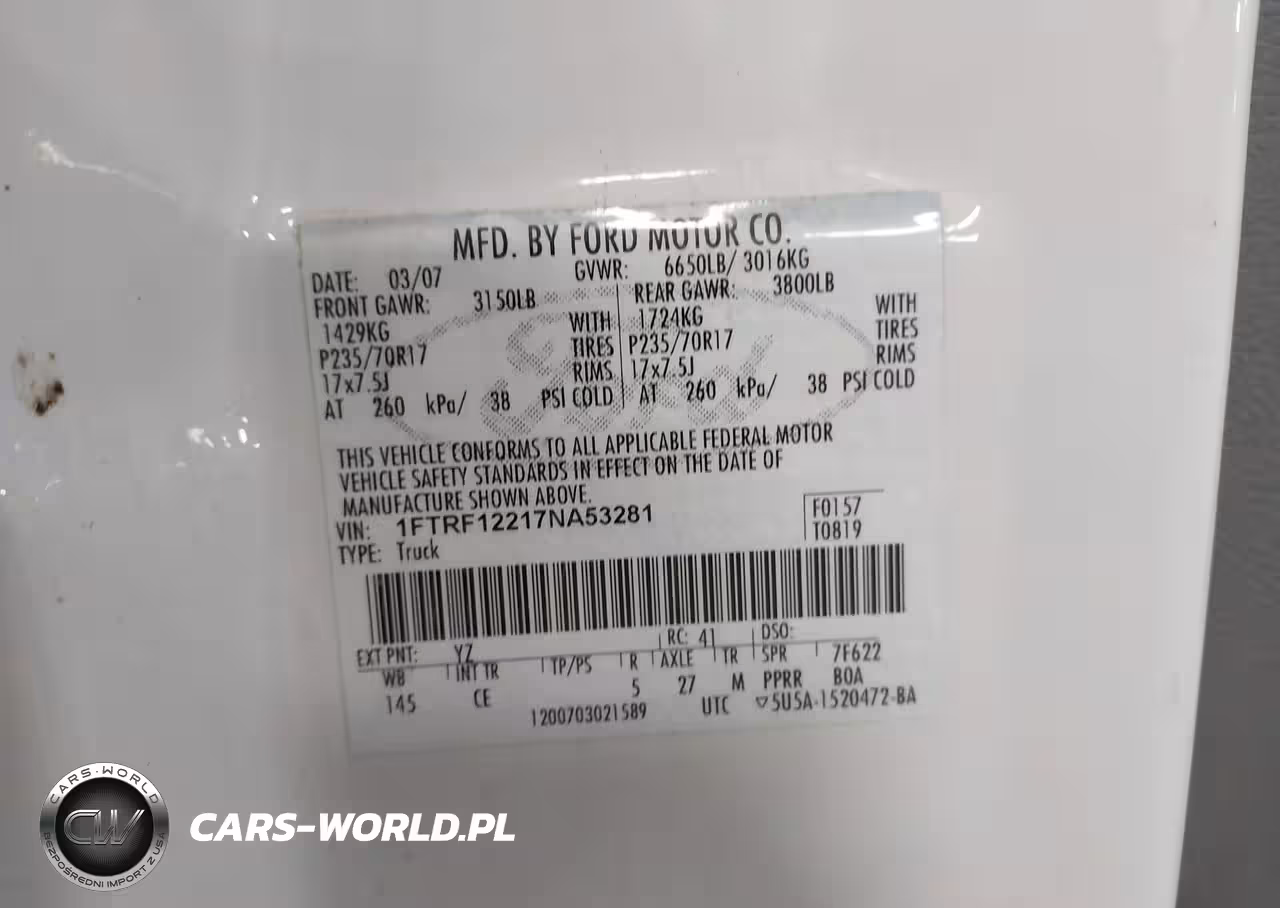 MFD. BY FORD MOTOR CO.
DATE: 03/07 GVWR: 6650LB/ 3016KG
FRONT GAWR: 3150LB REAR GAWR: 3800LB
1429KG WITH 1724KG WITH
P235/70R17 TIRES P235/70R17 TIRES
17x7.5J RIMS 17x7.5J RIMS
AT 260 kPa/ 38 PSI COLD AT 260 kPa/ 38 PSI COLD
THIS VEHICLE CONFORMS TO ALL APPLICABLE FEDERAL MOTOR
VEHICLE SAFETY STANDARDS IN EFFECT ON THE DATE OF
MANUFACTURE SHOWN ABOVE.
VIN: 1FTRF12217NA53281 F0157
TYPE: Truck T0819
EXT PNT: YZ RC: 41 DSO:
WB INT TR TP/PS R AXLE TR SPR 7F622
145 CE 5 27 M PPRR BOA
1200703021589 UTC ▽5U5A-1520472-BA
CARS-WORLD
CW
BEZPOŚREDNI IMPORT Z USA
CARS-WORLD.PL